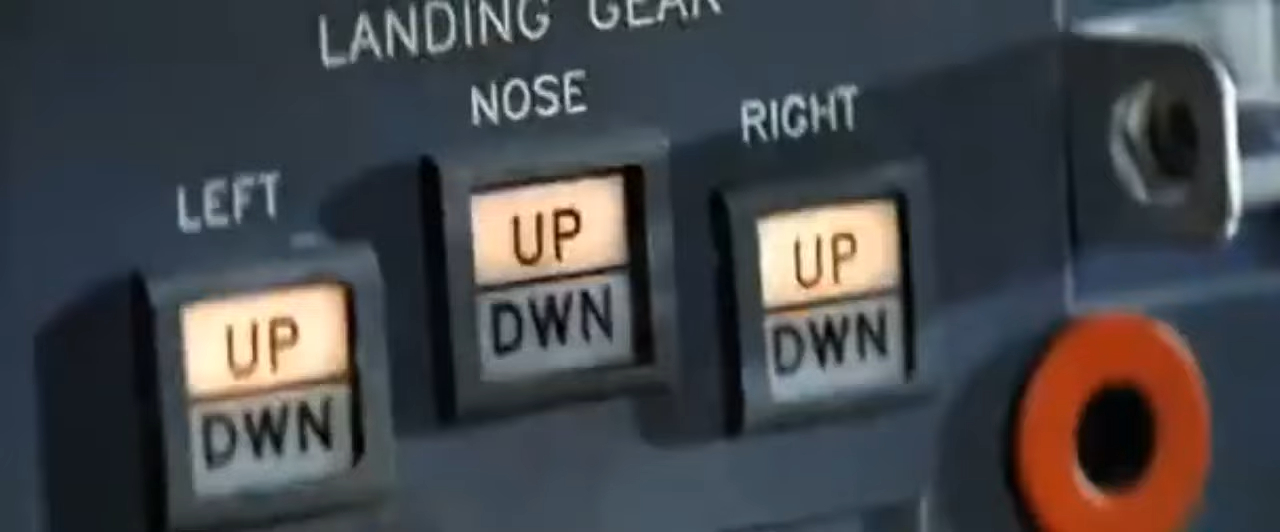 LANDING GEAR
NOSE
RIGHT
LEFT
UP
DWN
UP
DWN
UP
DWN